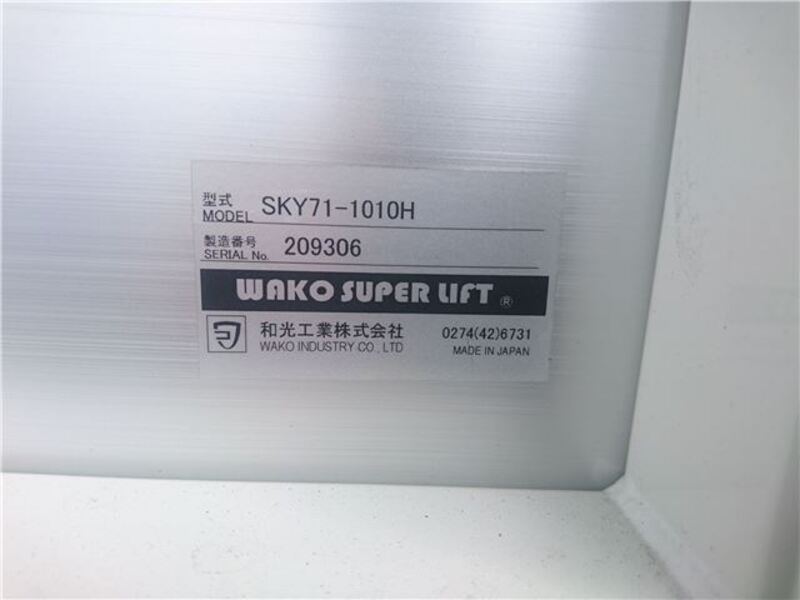 型式
MODEL SKY71-1010H
製造番号
SERIAL No. 209306
WAKO SUPER LIFT ®
和光工業株式会社 0274(42)6731
WAKO INDUSTRY CO., LTD MADE IN JAPAN